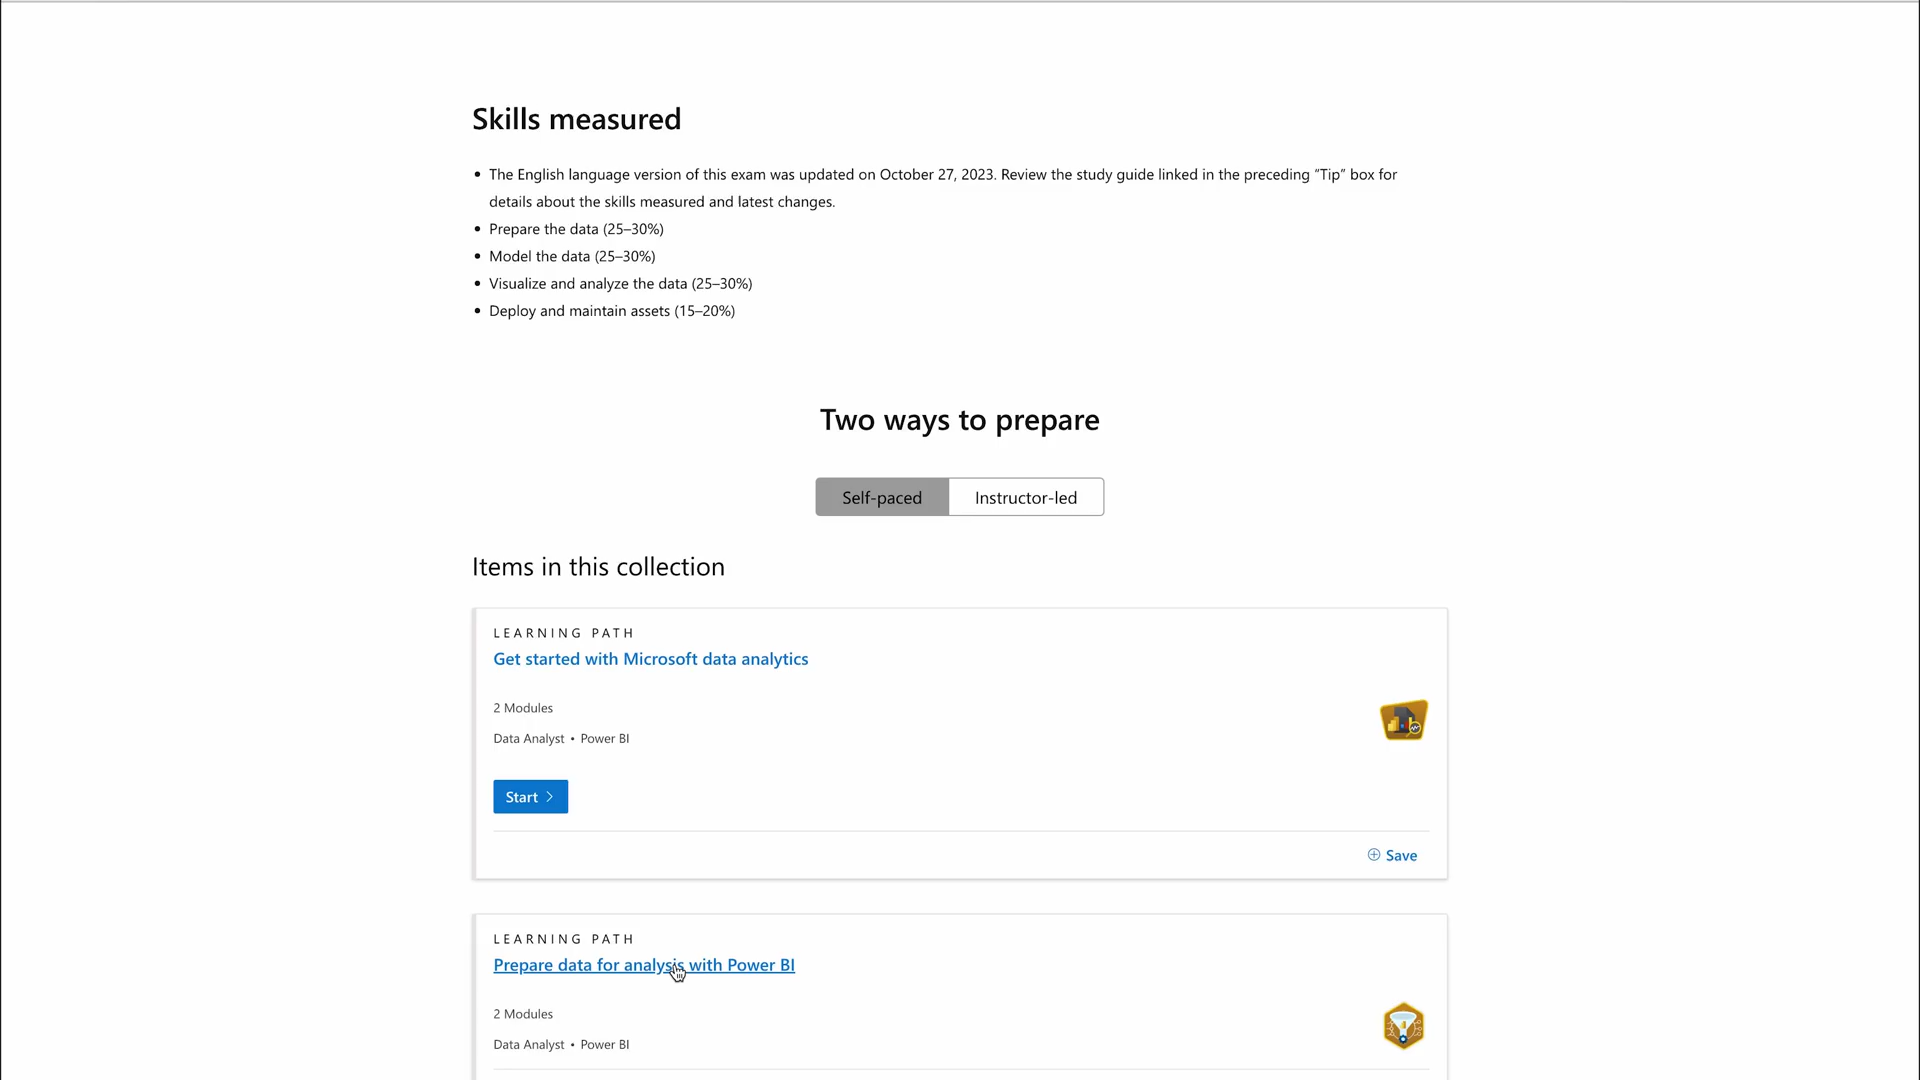 Skills measured
• The English language version of this exam was updated on October 27, 2023. Review the study guide linked in the preceding “Tip” box for
details about the skills measured and latest changes.
• Prepare the data (25–30%)
• Model the data (25–30%)
• Visualize and analyze the data (25–30%)
• Deploy and maintain assets (15–20%)
Two ways to prepare
Self-paced
Instructor-led
Items in this collection
LEARNING PATH
Get started with Microsoft data analytics
2 Modules
Data Analyst • Power BI
Start
Save
LEARNING PATH
Prepare data for analysis with Power BI
2 Modules
Data Analyst • Power BI